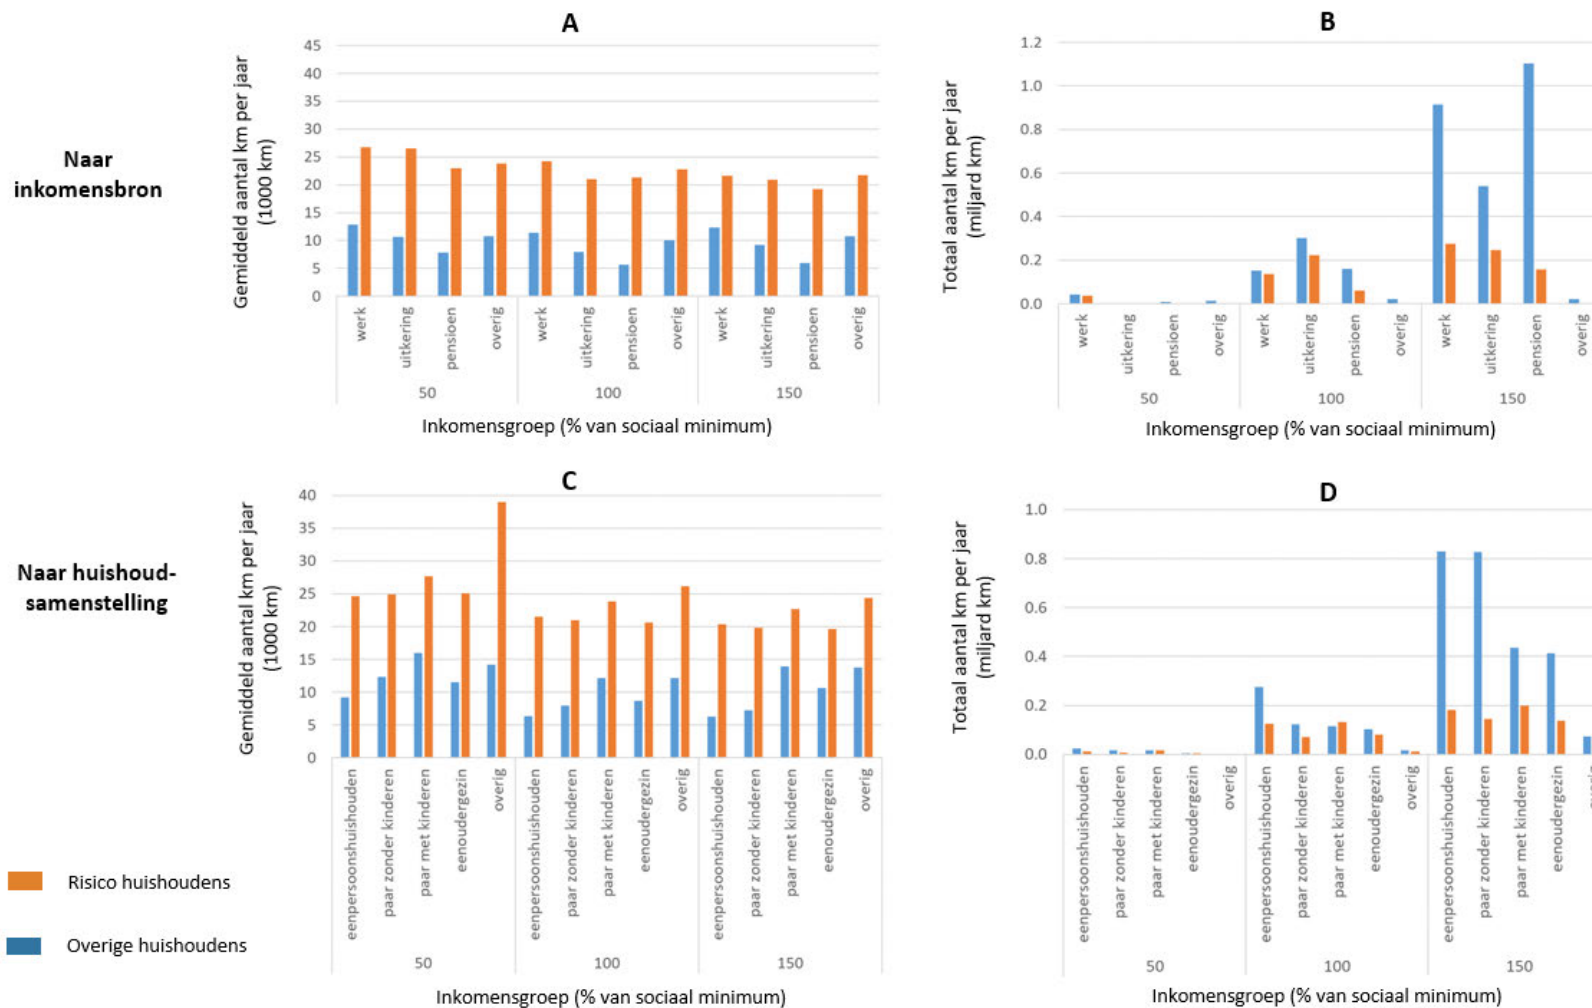 A
Gemiddeld aantal km per jaar
(1000 km)
45
40
35
30
25
20
15
10
5
0
werk
uitkering
pensioen
overig
werk
uitkering
pensioen
overig
werk
uitkering
pensioen
overig
50
100
150
Inkomensgroep (% van sociaal minimum)
B
Totaal aantal km per jaar
(miljard km)
1.2
1.0
0.8
0.6
0.4
0.2
0.0
werk
uitkering
pensioen
overig
werk
uitkering
pensioen
overig
werk
uitkering
pensioen
overig
50
100
150
Inkomensgroep (% van sociaal minimum)
Naar
inkomensbron
C
Gemiddeld aantal km per jaar
(1000 km)
40
35
30
25
20
15
10
5
0
eenpersoonshuishouden
paar zonder kinderen
paar met kinderen
eenoudergezin
overig
eenpersoonshuishouden
paar zonder kinderen
paar met kinderen
eenoudergezin
overig
eenpersoonshuishouden
paar zonder kinderen
paar met kinderen
eenoudergezin
overig
50
100
150
Inkomensgroep (% van sociaal minimum)
D
Totaal aantal km per jaar
(miljard km)
1.0
0.8
0.6
0.4
0.2
0.0
eenpersoonshuishouden
paar zonder kinderen
paar met kinderen
eenoudergezin
overig
eenpersoonshuishouden
paar zonder kinderen
paar met kinderen
eenoudergezin
overig
eenpersoonshuishouden
paar zonder kinderen
paar met kinderen
eenoudergezin
50
100
150
Inkomensgroep (% van sociaal minimum)
Naar huishoud-
samenstelling
Risico huishoudens
Overige huishoudens